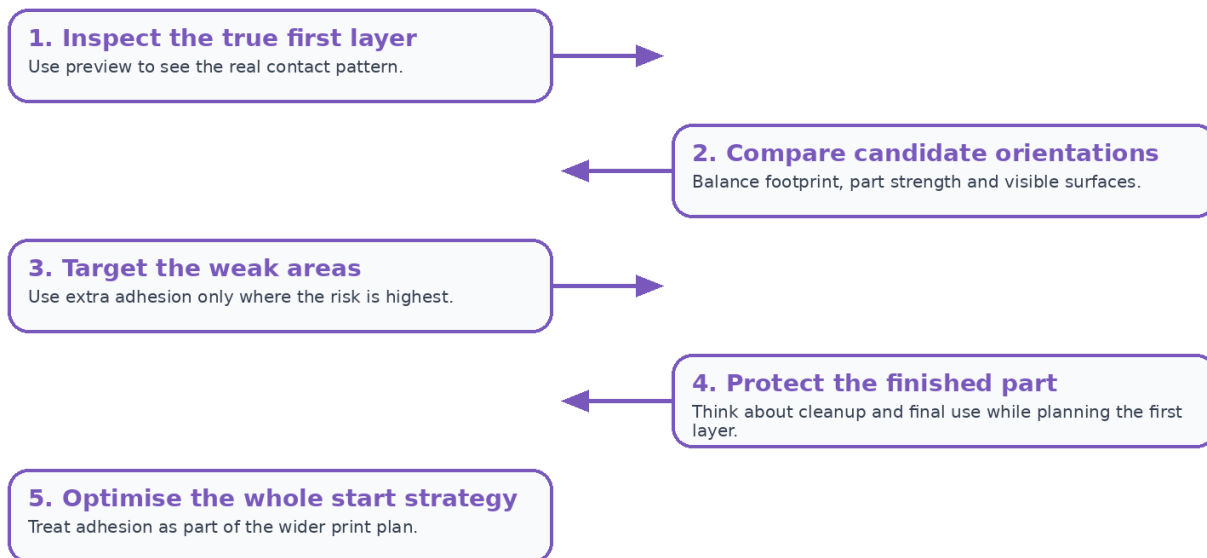 1. Inspect the true first layer
Use preview to see the real contact pattern.
2. Compare candidate orientations
Balance footprint, part strength and visible surfaces.
3. Target the weak areas
Use extra adhesion only where the risk is highest.
4. Protect the finished part
Think about cleanup and final use while planning the first
layer.
5. Optimise the whole start strategy
Treat adhesion as part of the wider print plan.